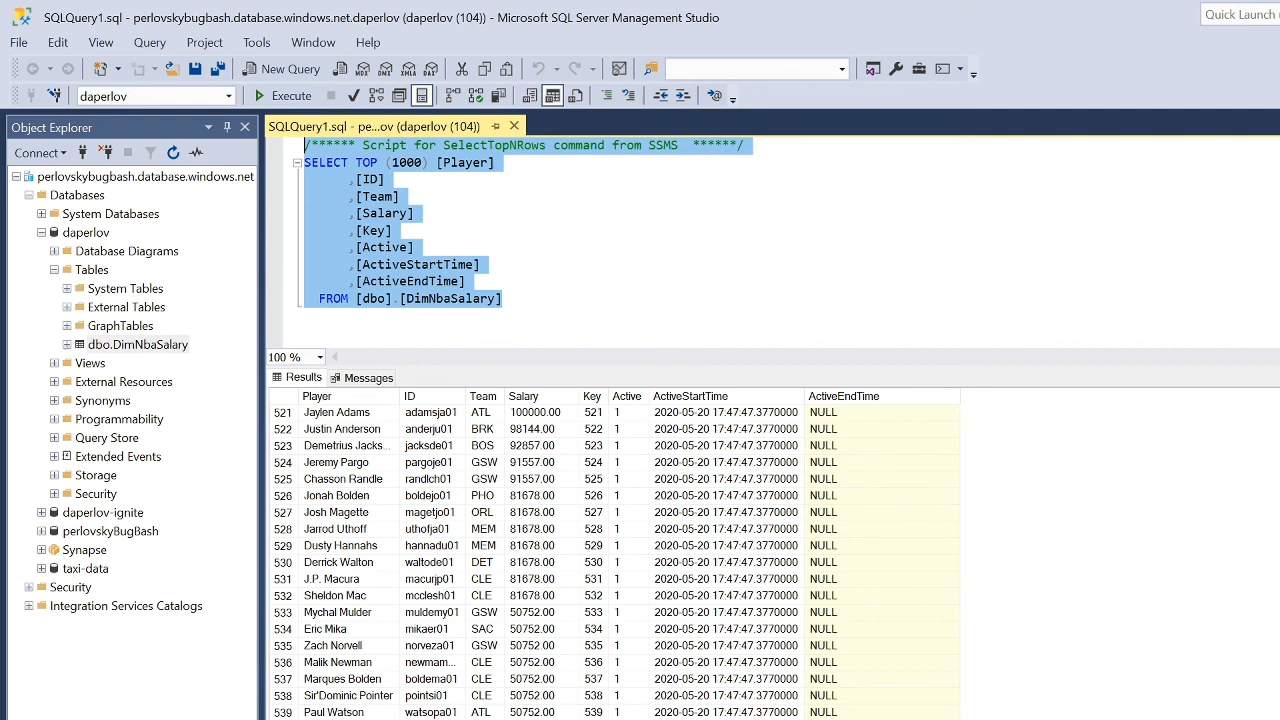 SQLQuery1.sql - perlovskybugbash.database.windows.net.daperlov (daperlov (104)) - Microsoft SQL Server Management Studio
Quick Launch (
File Edit View Query Project Tools Window Help
New Query MDX DMX XMLA DAX
daperlov Execute
Object Explorer
SQLQuery1.sql - pe...ov (daperlov (104))
Connect
perlovskybugbash.database.windows.net
Databases
System Databases
daperlov
Database Diagrams
Tables
System Tables
External Tables
GraphTables
dbo.DimNbaSalary
Views
External Resources
Synonyms
Programmability
Query Store
Extended Events
Storage
Security
daperlov-ignite
perlovskyBugBash
Synapse
taxi-data
Security
Integration Services Catalogs
/****** Script for SelectTopNRows command from SSMS ******/
SELECT TOP (1000) [Player]
,[ID]
,[Team]
,[Salary]
,[Key]
,[Active]
,[ActiveStartTime]
,[ActiveEndTime]
FROM [dbo].[DimNbaSalary]
100 %
Results Messages
Player ID Team Salary Key Active ActiveStartTime ActiveEndTime
521 Jaylen Adams adamsja01 ATL 100000.00 521 1 2020-05-20 17:47:47.3770000 NULL
522 Justin Anderson anderju01 BRK 98144.00 522 1 2020-05-20 17:47:47.3770000 NULL
523 Demetrius Jacks... jacksde01 BOS 92857.00 523 1 2020-05-20 17:47:47.3770000 NULL
524 Jeremy Pargo pargoje01 GSW 91557.00 524 1 2020-05-20 17:47:47.3770000 NULL
525 Chasson Randle randlch01 GSW 91557.00 525 1 2020-05-20 17:47:47.3770000 NULL
526 Jonah Bolden boldejo01 PHO 81678.00 526 1 2020-05-20 17:47:47.3770000 NULL
527 Josh Magette magetjo01 ORL 81678.00 527 1 2020-05-20 17:47:47.3770000 NULL
528 Jarrod Uthoff uthofja01 MEM 81678.00 528 1 2020-05-20 17:47:47.3770000 NULL
529 Dusty Hannahs hannadu01 MEM 81678.00 529 1 2020-05-20 17:47:47.3770000 NULL
530 Derrick Walton waltode01 DET 81678.00 530 1 2020-05-20 17:47:47.3770000 NULL
531 J.P. Macura macurjp01 CLE 81678.00 531 1 2020-05-20 17:47:47.3770000 NULL
532 Sheldon Mac mcclesh01 CLE 81678.00 532 1 2020-05-20 17:47:47.3770000 NULL
533 Mychal Mulder muldemy01 GSW 50752.00 533 1 2020-05-20 17:47:47.3770000 NULL
534 Eric Mika mikaer01 SAC 50752.00 534 1 2020-05-20 17:47:47.3770000 NULL
535 Zach Norvell norveza01 GSW 50752.00 535 1 2020-05-20 17:47:47.3770000 NULL
536 Malik Newman newmam... CLE 50752.00 536 1 2020-05-20 17:47:47.3770000 NULL
537 Marques Bolden boldema01 CLE 50752.00 537 1 2020-05-20 17:47:47.3770000 NULL
538 Sir'Dominic Pointer pointsi01 CLE 50752.00 538 1 2020-05-20 17:47:47.3770000 NULL
539 Paul Watson watsopa01 ATL 50752.00 539 1 2020-05-20 17:47:47.3770000 NULL